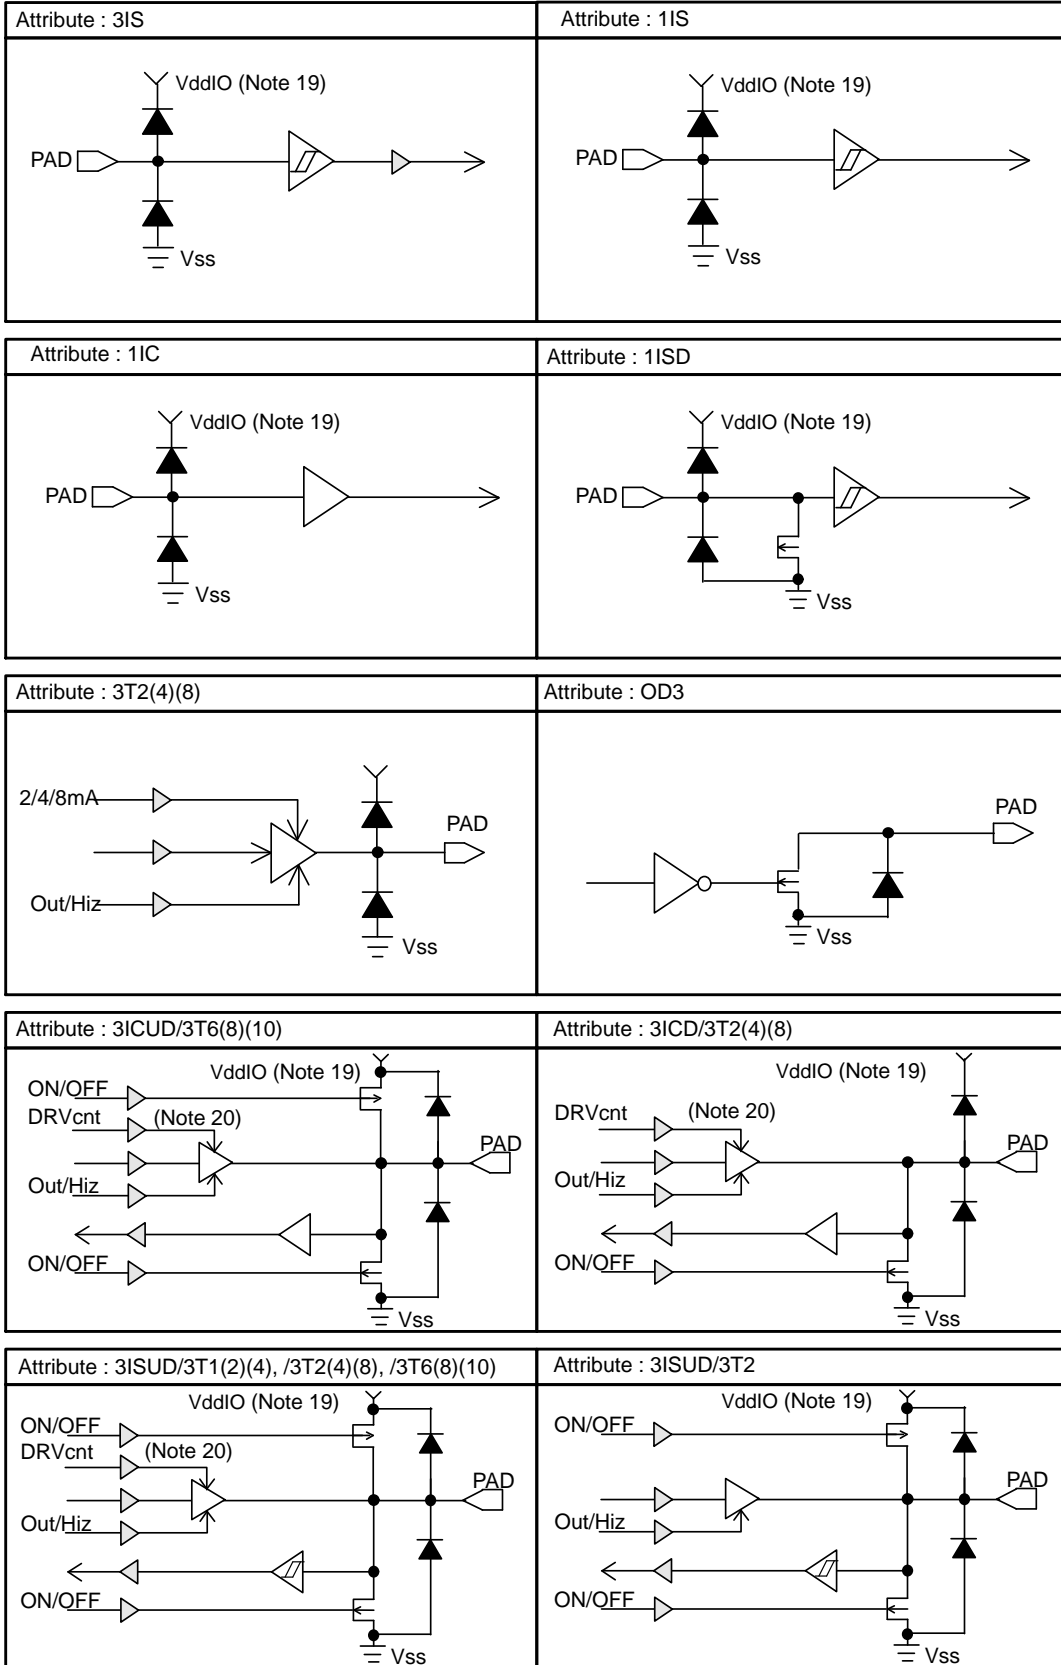 Attribute : 3IS
VddIO (Note 19)
PAD
Vss
Attribute : 1IS
VddIO (Note 19)
PAD
Vss
Attribute : 1IC
VddIO (Note 19)
PAD
Vss
Attribute : 1ISD
VddIO (Note 19)
PAD
Vss
Attribute : 3T2(4)(8)
2/4/8mA
PAD
Out/Hiz
Vss
Attribute : OD3
PAD
Vss
Attribute : 3ICUD/3T6(8)(10)
VddIO (Note 19)
ON/OFF
DRVcnt
(Note 20)
PAD
Out/Hiz
ON/OFF
Vss
Attribute : 3ICD/3T2(4)(8)
VddIO (Note 19)
DRVcnt
(Note 20)
PAD
Out/Hiz
ON/OFF
Vss
Attribute : 3ISUD/3T1(2)(4), /3T2(4)(8), /3T6(8)(10)
VddIO (Note 19)
ON/OFF
DRVcnt
(Note 20)
PAD
Out/Hiz
ON/OFF
Vss
Attribute : 3ISUD/3T2
VddIO (Note 19)
ON/OFF
PAD
Out/Hiz
ON/OFF
Vss